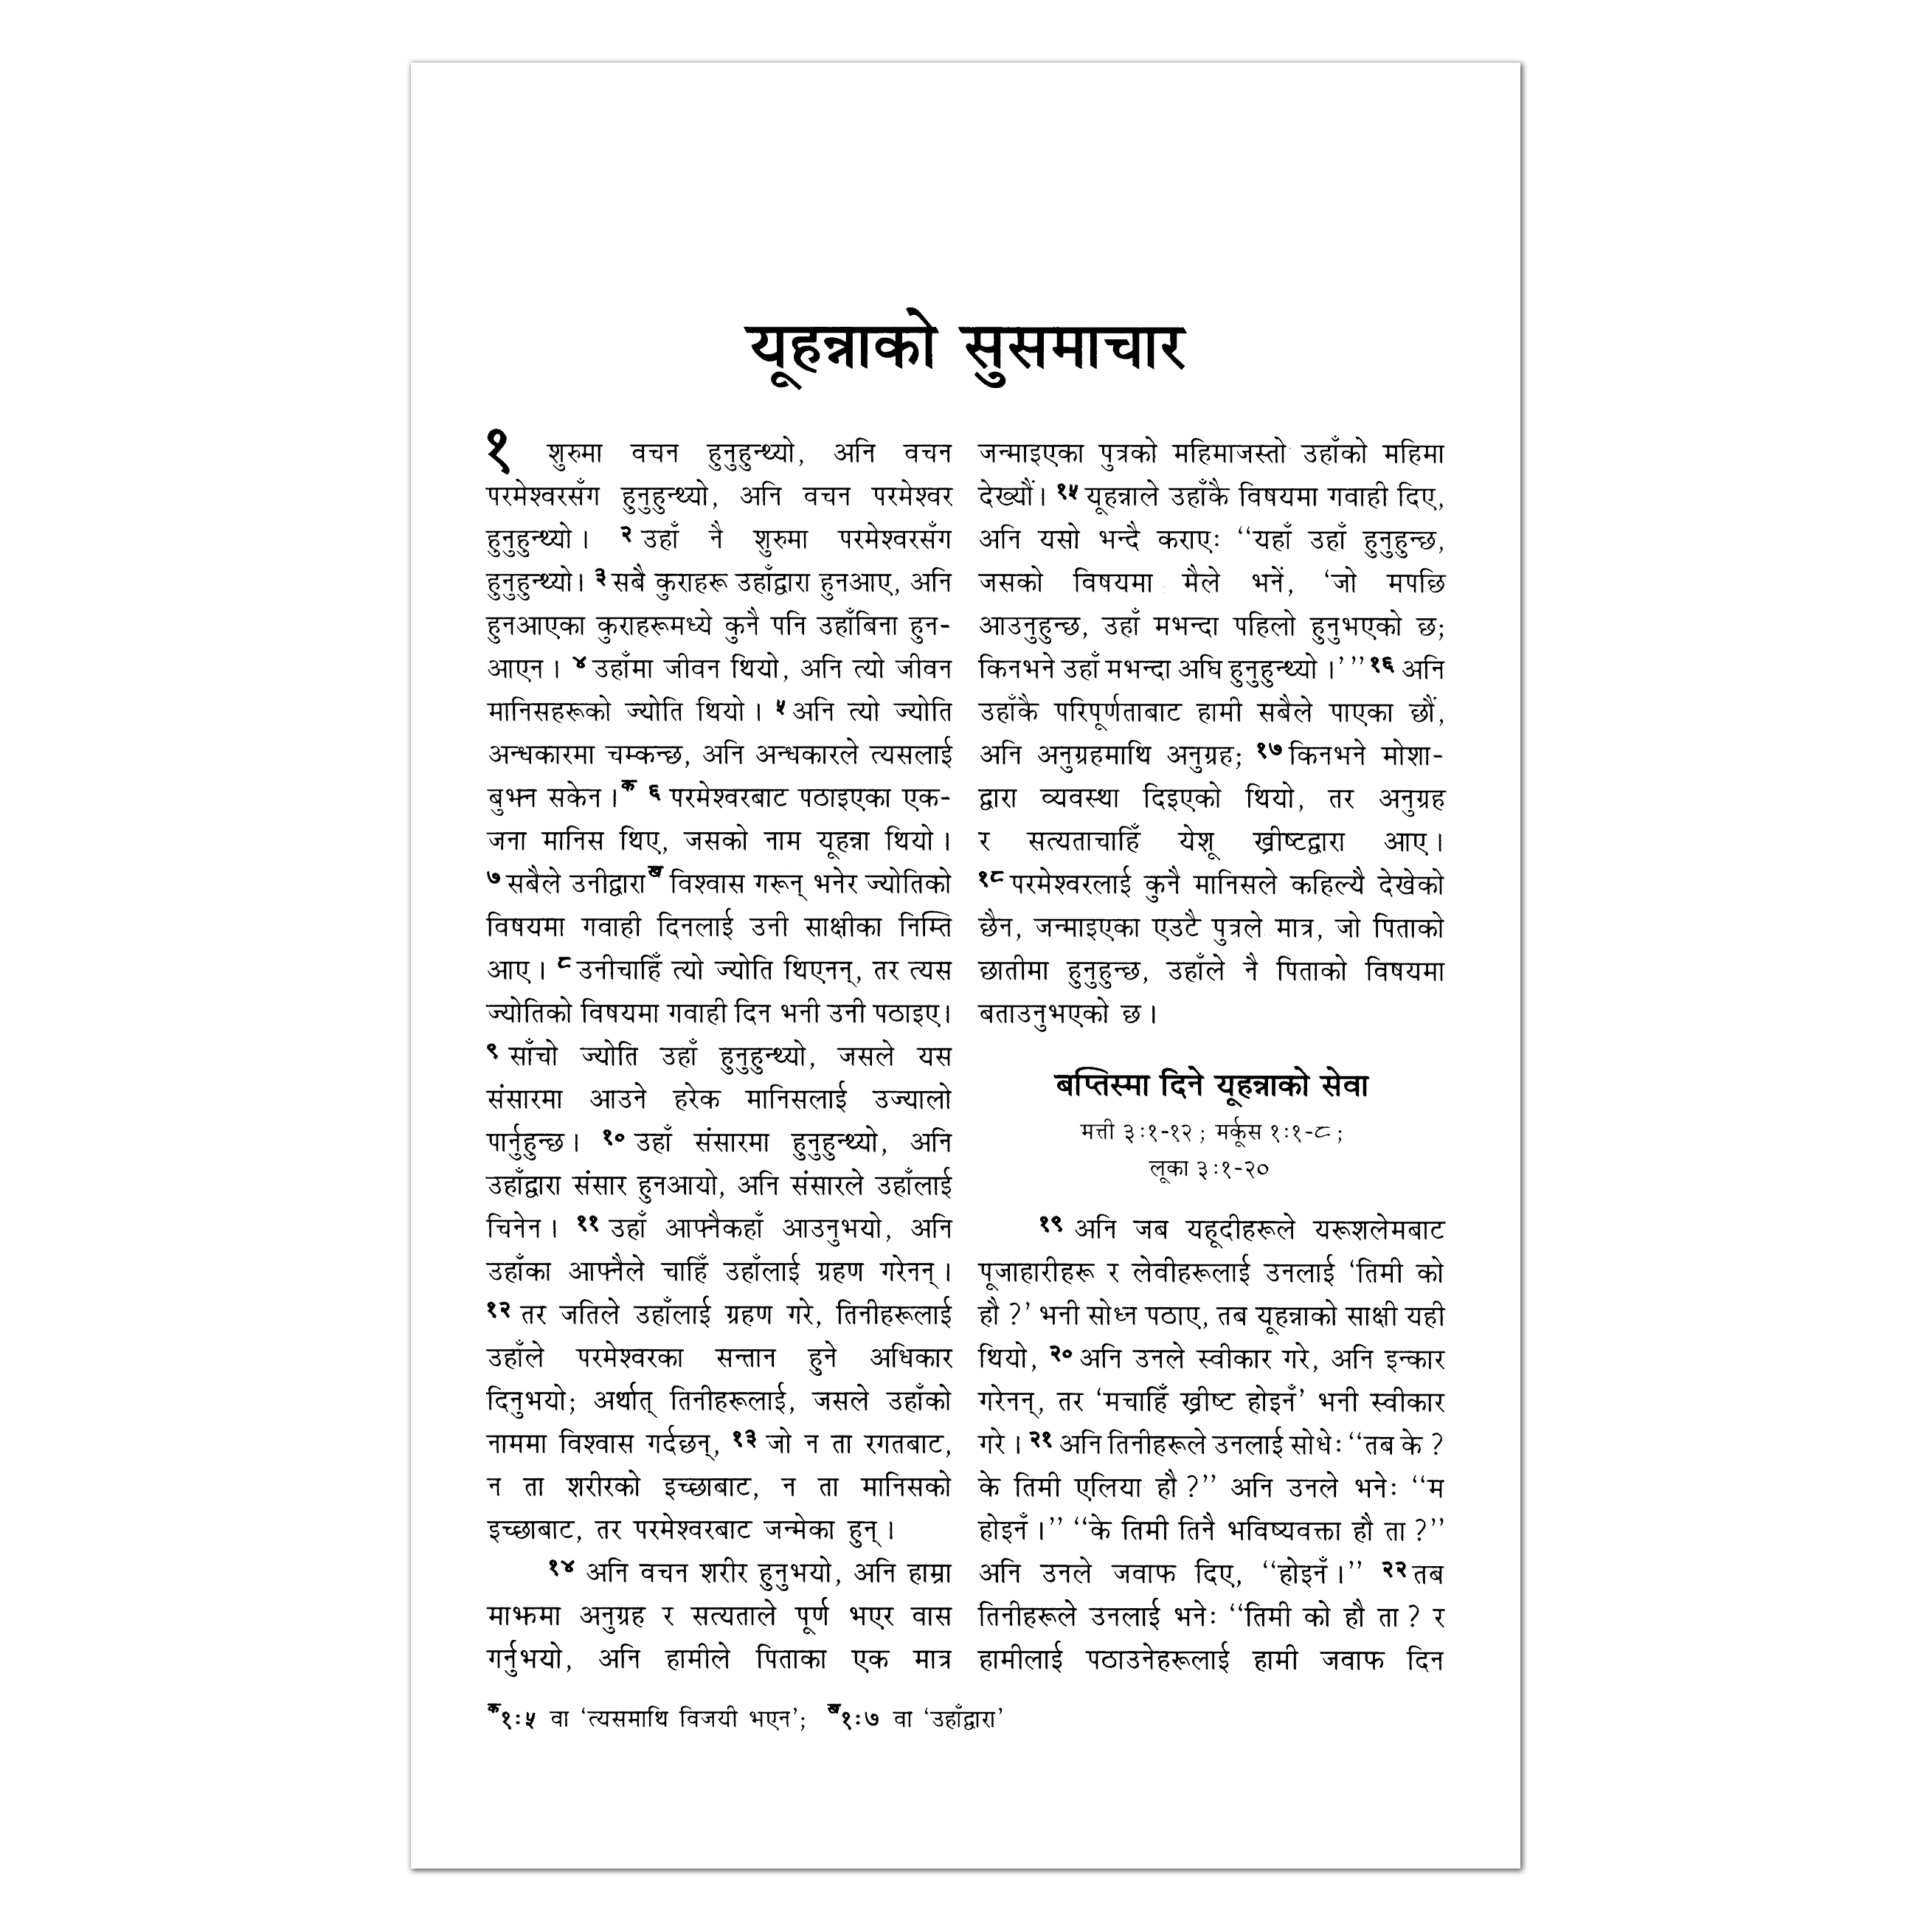 यूहन्नाको सुसमाचार
१ शुरुमा वचन हुनुहुन्थ्यो, अनि वचन
परमेश्वरसँग हुनुहुन्थ्यो, अनि वचन परमेश्वर
हुनुहुन्थ्यो। २ उहाँ नै शुरुमा परमेश्वरसँग
हुनुहुन्थ्यो। ३ सबै कुराहरू उहाँद्वारा हुनआए, अनि
हुनआएका कुराहरूमध्ये कुनै पनि उहाँबिना हुन-
आएन। ४ उहाँमा जीवन थियो, अनि त्यो जीवन
मानिसहरूको ज्योति थियो। ५ अनि त्यो ज्योति
अन्धकारमा चम्कन्छ, अनि अन्धकारले त्यसलाई
बुझ्न सकेन।क ६ परमेश्वरबाट पठाइएका एक-
जना मानिस थिए, जसको नाम यूहन्ना थियो।
७ सबैले उनीद्वाराख विश्वास गरून् भनेर ज्योतिको
विषयमा गवाही दिनलाई उनी साक्षीका निम्ति
आए। ८ उनीचाहिँ त्यो ज्योति थिएनन्, तर त्यस
ज्योतिको विषयमा गवाही दिन भनी उनी पठाइए।
९ साँचो ज्योति उहाँ हुनुहुन्थ्यो, जसले यस
संसारमा आउने हरेक मानिसलाई उज्यालो
पार्नुहुन्छ। १० उहाँ संसारमा हुनुहुन्थ्यो, अनि
उहाँद्वारा संसार हुनआयो, अनि संसारले उहाँलाई
चिनेन। ११ उहाँ आफ्नैकहाँ आउनुभयो, अनि
उहाँका आफ्नैले चाहिँ उहाँलाई ग्रहण गरेनन्।
१२ तर जतिले उहाँलाई ग्रहण गरे, तिनीहरूलाई
उहाँले परमेश्वरका सन्तान हुने अधिकार
दिनुभयो; अर्थात् तिनीहरूलाई, जसले उहाँको
नाममा विश्वास गर्दछन्, १३ जो न ता रगतबाट,
न ता शरीरको इच्छाबाट, न ता मानिसको
इच्छाबाट, तर परमेश्वरबाट जन्मेका हुन्।
१४ अनि वचन शरीर हुनुभयो, अनि हाम्रा
माझमा अनुग्रह र सत्यताले पूर्ण भएर वास
गर्नुभयो, अनि हामीले पिताका एक मात्र
जन्माइएका पुत्रको महिमाजस्तो उहाँको महिमा
देख्यौं। १५ यूहन्नाले उहाँकै विषयमा गवाही दिए,
अनि यसो भन्दै कराएः “यहाँ उहाँ हुनुहुन्छ,
जसको विषयमा मैले भनें, ‘जो मपछि
आउनुहुन्छ, उहाँ मभन्दा पहिलो हुनुभएको छ;
किनभने उहाँ मभन्दा अघि हुनुहुन्थ्यो।’” १६ अनि
उहाँकै परिपूर्णताबाट हामी सबैले पाएका छौं,
अनि अनुग्रहमाथि अनुग्रह; १७ किनभने मोशा-
द्वारा व्यवस्था दिइएको थियो, तर अनुग्रह
र सत्यताचाहिँ येशू ख्रीष्टद्वारा आए।
१८ परमेश्वरलाई कुनै मानिसले कहिल्यै देखेको
छैन, जन्माइएका एउटै पुत्रले मात्र, जो पिताको
छातीमा हुनुहुन्छ, उहाँले नै पिताको विषयमा
बताउनुभएको छ।
बप्तिस्मा दिने यूहन्नाको सेवा
मत्ती ३:१-१२; मर्कूस १:१-८;
लूका ३:१-२०
१९ अनि जब यहूदीहरूले यरूशलेमबाट
पूजाहारीहरू र लेवीहरूलाई उनलाई ‘तिमी को
हौ?’ भनी सोध्न पठाए, तब यूहन्नाको साक्षी यही
थियो, २० अनि उनले स्वीकार गरे, अनि इन्कार
गरेनन्, तर ‘मचाहिँ ख्रीष्ट होइनँ’ भनी स्वीकार
गरे। २१ अनि तिनीहरूले उनलाई सोधेः “तब के?
के तिमी एलिया हौ?” अनि उनले भनेः “म
होइनँ।” “के तिमी तिनै भविष्यवक्ता हौ ता?”
अनि उनले जवाफ दिए, “होइनँ।” २२ तब
तिनीहरूले उनलाई भनेः “तिमी को हौ ता? र
हामीलाई पठाउनेहरूलाई हामी जवाफ दिन
क१:५ वा ‘त्यसमाथि विजयी भएन’; ख१:७ वा ‘उहाँद्वारा’